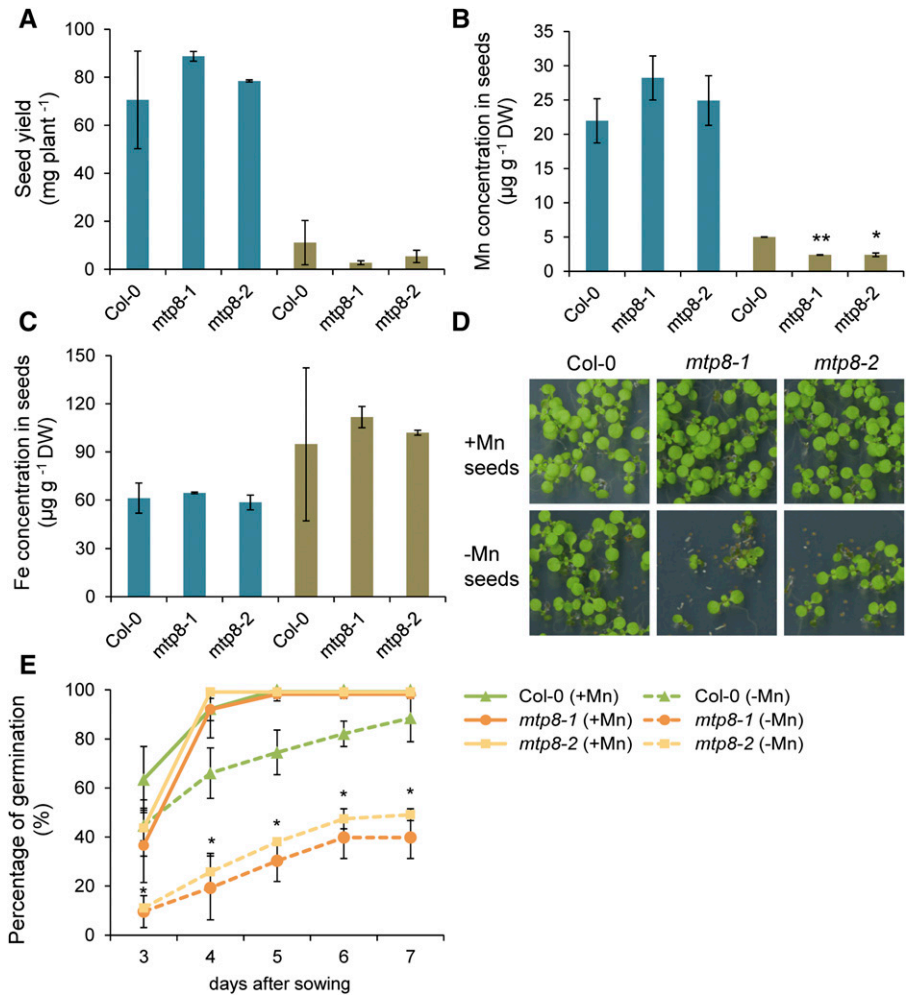 A
Seed yield
(mg plant -1)
100
80
60
40
20
0
Col-0
mtp8-1
mtp8-2
Col-0
mtp8-1
mtp8-2
B
Mn concentration in seeds
(µg g -1 DW)
35
30
25
20
15
10
5
0
**
*
Col-0
mtp8-1
mtp8-2
Col-0
mtp8-1
mtp8-2
C
Fe concentration in seeds
(µg g -1 DW)
150
120
90
60
30
0
Col-0
mtp8-1
mtp8-2
Col-0
mtp8-1
mtp8-2
D
Col-0 mtp8-1 mtp8-2
+Mn
seeds
-Mn
seeds
E
Percentage of germination
(%)
100
80
60
40
20
0
* * * * *
3 4 5 6 7
days after sowing
Col-0 (+Mn) Col-0 (-Mn)
mtp8-1 (+Mn) mtp8-1 (-Mn)
mtp8-2 (+Mn) mtp8-2 (-Mn)